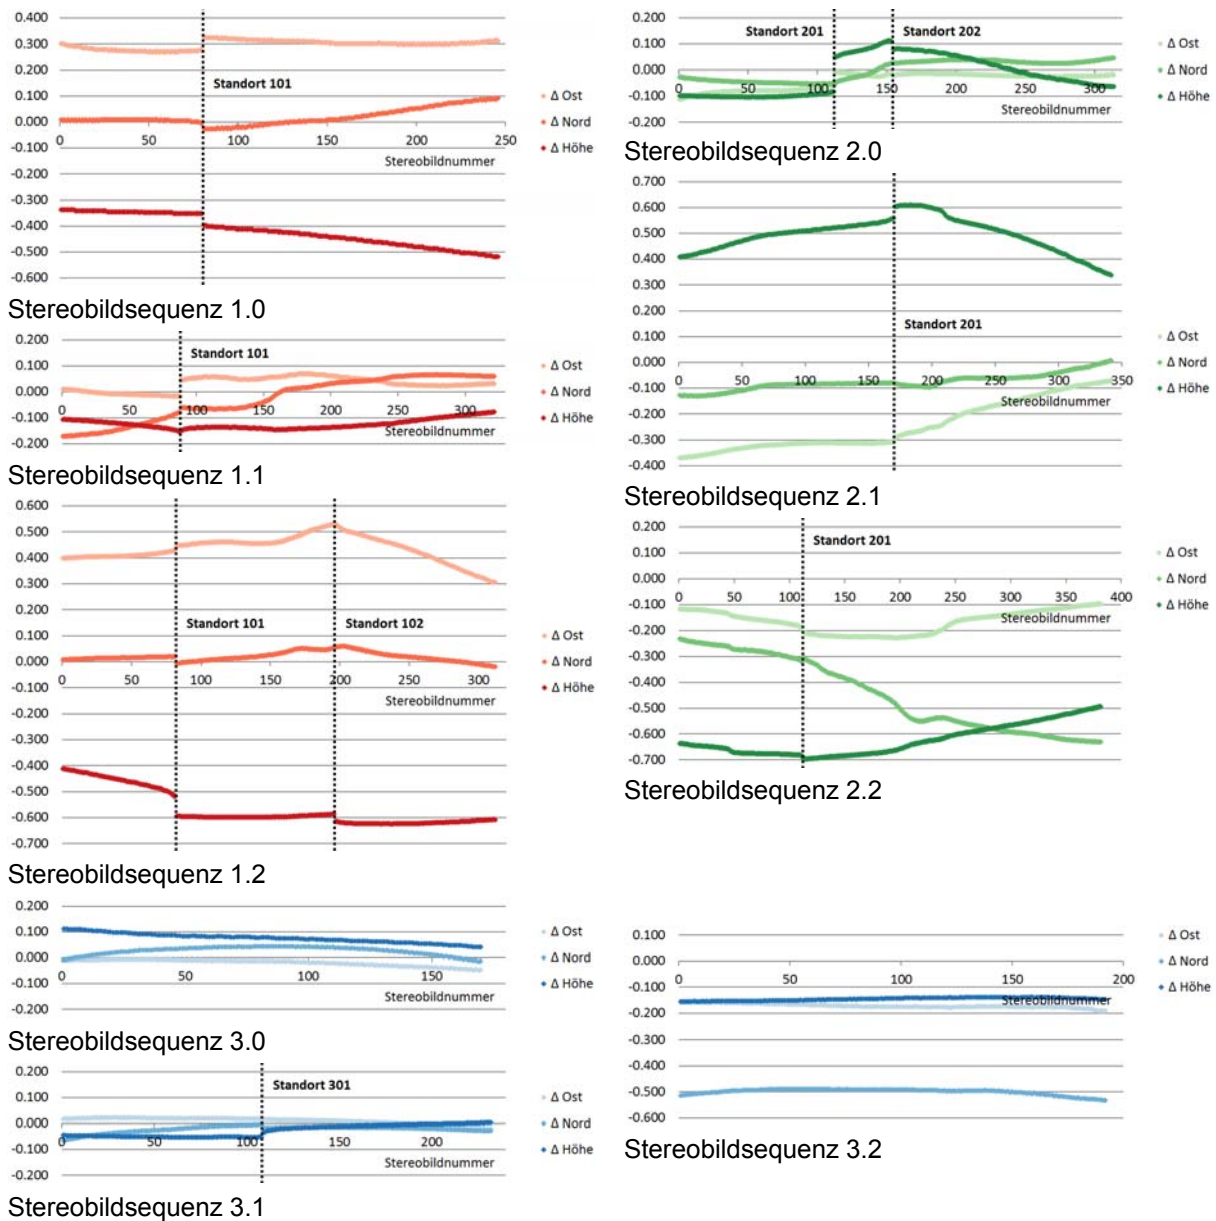 0.400
0.300
0.200
0.100
0.000
-0.100
-0.200
-0.300
-0.400
-0.500
-0.600
0 50 100 150 200 250
Standort 101
Stereobildnummer
Δ Ost
Δ Nord
Δ Höhe
Stereobildsequenz 1.0
0.200
0.100
0.000
-0.100
-0.200
0 50 100 150 200 250 300
Standort 101
Stereobildnummer
Δ Ost
Δ Nord
Δ Höhe
Stereobildsequenz 1.1
0.600
0.500
0.400
0.300
0.200
0.100
0.000
-0.100
-0.200
-0.300
-0.400
-0.500
-0.600
-0.700
0 50 100 150 200 250 300
Standort 101 Standort 102
Stereobildnummer
Δ Ost
Δ Nord
Δ Höhe
Stereobildsequenz 1.2
0.200
0.100
0.000
-0.100
-0.200
0 50 100 150
Stereobildnummer
Δ Ost
Δ Nord
Δ Höhe
Stereobildsequenz 3.0
0.200
0.100
0.000
-0.100
-0.200
0 50 100 150 200
Standort 301
Stereobildnummer
Δ Ost
Δ Nord
Δ Höhe
Stereobildsequenz 3.1
0.200
0.100
0.000
-0.100
-0.200
0 50 100 150 200 250 300
Standort 201 Standort 202
Stereobildnummer
Δ Ost
Δ Nord
Δ Höhe
Stereobildsequenz 2.0
0.700
0.600
0.500
0.400
0.300
0.200
0.100
0.000
-0.100
-0.200
-0.300
-0.400
0 50 100 150 200 250 300 350
Standort 201
Stereobildnummer
Δ Ost
Δ Nord
Δ Höhe
Stereobildsequenz 2.1
0.200
0.100
0.000
-0.100
-0.200
-0.300
-0.400
-0.500
-0.600
-0.700
0 50 100 150 200 250 300 350 400
Standort 201
Stereobildnummer
Δ Ost
Δ Nord
Δ Höhe
Stereobildsequenz 2.2
0.100
0.000
-0.100
-0.200
-0.300
-0.400
-0.500
-0.600
0 50 100 150 200
Stereobildnummer
Δ Ost
Δ Nord
Δ Höhe
Stereobildsequenz 3.2